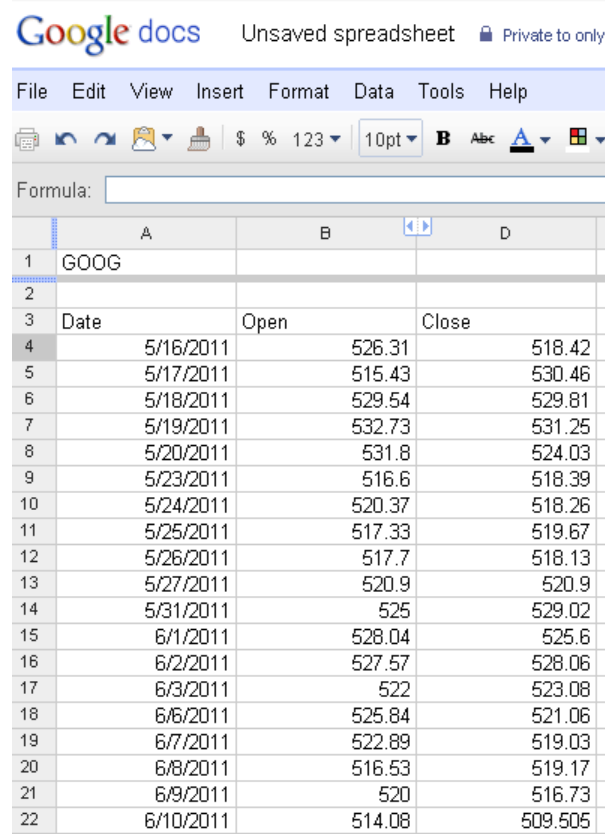 Google docs Unsaved spreadsheet Private to only
File Edit View Insert Format Data Tools Help
$ % 123 10pt B Abc A
Formula:
A B D
1 GOOG
2
3 Date Open Close
4 5/16/2011 526.31 518.42
5 5/17/2011 515.43 530.46
6 5/18/2011 529.54 529.81
7 5/19/2011 532.73 531.25
8 5/20/2011 531.8 524.03
9 5/23/2011 516.6 518.39
10 5/24/2011 520.37 518.26
11 5/25/2011 517.33 519.67
12 5/26/2011 517.7 518.13
13 5/27/2011 520.9 520.9
14 5/31/2011 525 529.02
15 6/1/2011 528.04 525.6
16 6/2/2011 527.57 528.06
17 6/3/2011 522 523.08
18 6/6/2011 525.84 521.06
19 6/7/2011 522.89 519.03
20 6/8/2011 516.53 519.17
21 6/9/2011 520 516.73
22 6/10/2011 514.08 509.505